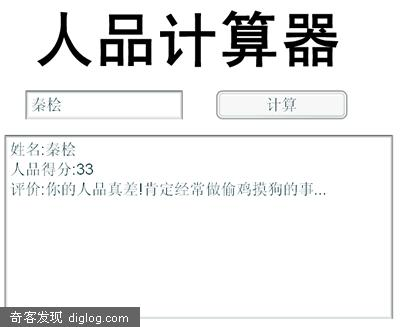 人品计算器
秦桧
计算
姓名:秦桧
人品得分:33
评价:你的人品真差!肯定经常做偷鸡摸狗的事...
奇客发现 diglog.com